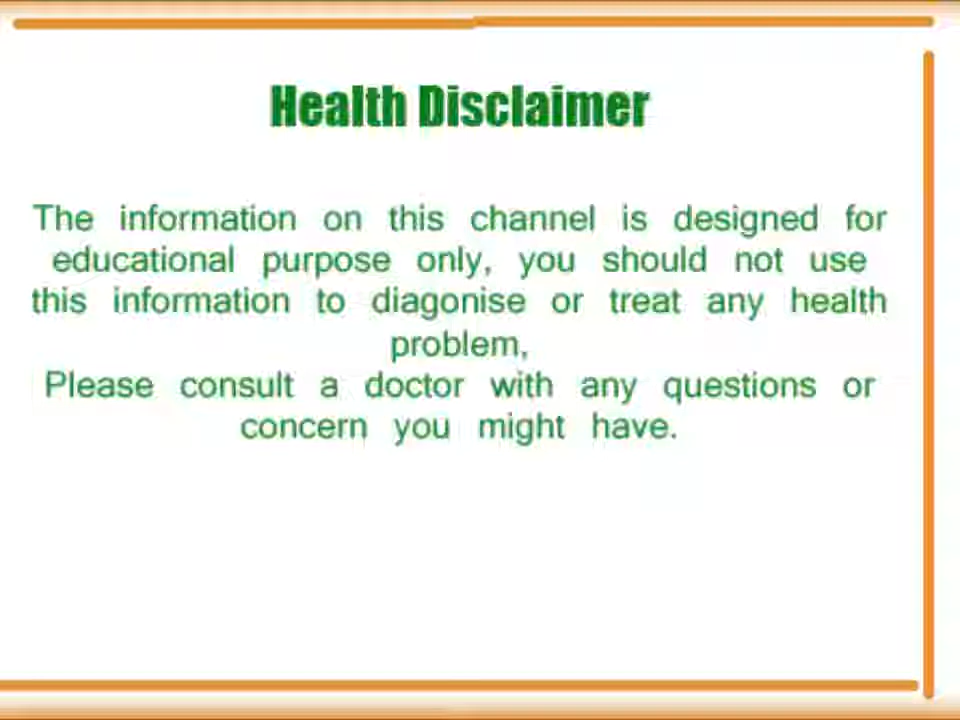 Health Disclaimer
The information on this channel is designed for
educational purpose only, you should not use
this information to diagonise or treat any health
problem,
Please consult a doctor with any questions or
concern you might have.